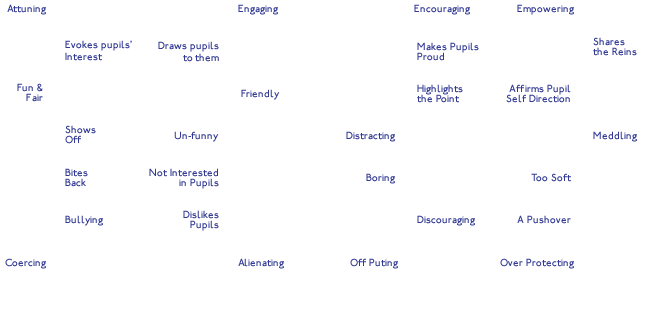 Attuning
Engaging
Encouraging
Empowering
Evokes pupils'
Interest
Draws pupils
to them
Makes Pupils
Proud
Shares
the Reins
Fun &
Fair
Friendly
Highlights
the Point
Affirms Pupil
Self Direction
Shows
Off
Un-funny
Distracting
Meddling
Bites
Back
Not Interested
in Pupils
Boring
Too Soft
Bullying
Dislikes
Pupils
Discouraging
A Pushover
Coercing
Alienating
Off Puting
Over Protecting